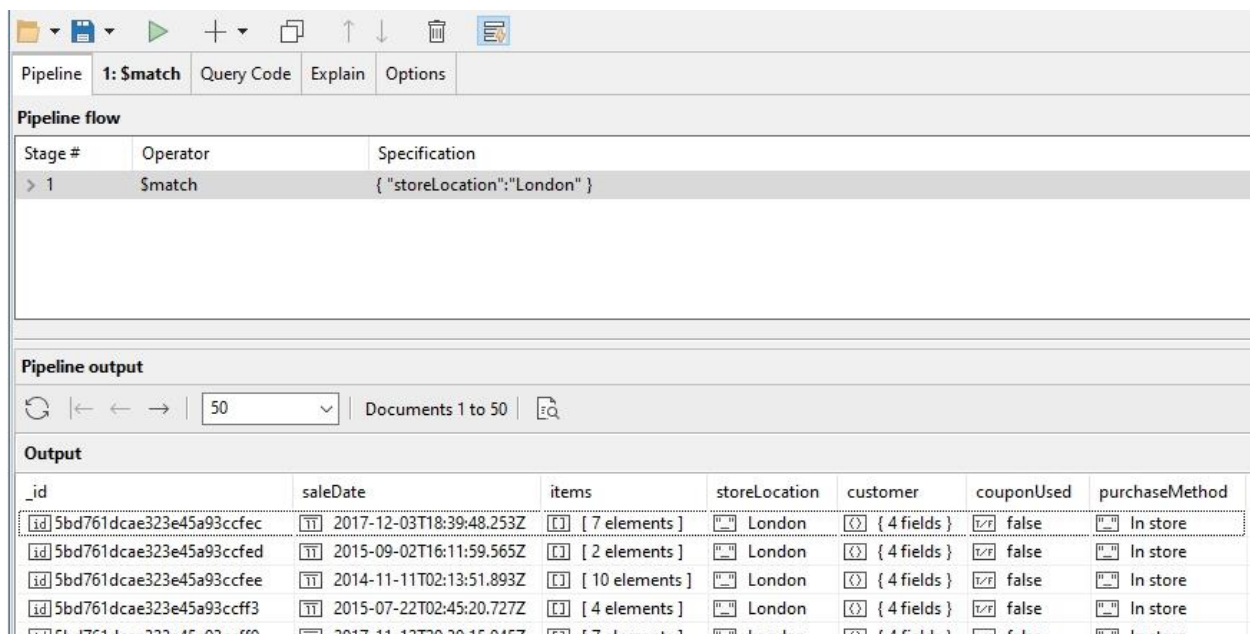 Pipeline 1: $match Query Code Explain Options
Pipeline flow
Stage # Operator Specification
1 $match { "storeLocation":"London" }
Pipeline output
50 Documents 1 to 50
Output
_id saleDate items storeLocation customer couponUsed purchaseMethod
id 5bd761dcae323e45a93ccfec 2017-12-03T18:39:48.253Z [ 7 elements ] "_" London { 4 fields } T/F false "_" In store
id 5bd761dcae323e45a93ccfed 2015-09-02T16:11:59.565Z [ 2 elements ] "_" London { 4 fields } T/F false "_" In store
id 5bd761dcae323e45a93ccfee 2014-11-11T02:13:51.893Z [ 10 elements ] "_" London { 4 fields } T/F false "_" In store
id 5bd761dcae323e45a93ccff3 2015-07-22T02:45:20.727Z [ 4 elements ] "_" London { 4 fields } T/F false "_" In store